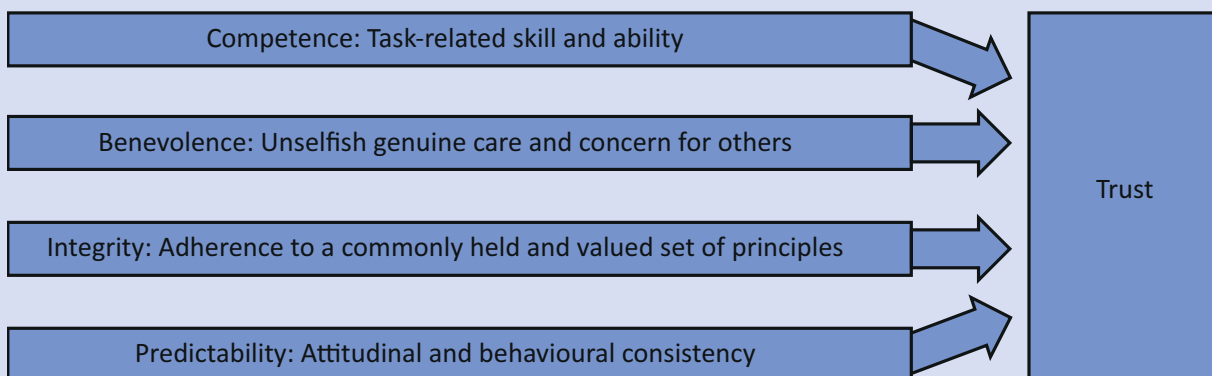 Competence: Task-related skill and ability
Benevolence: Unselfish genuine care and concern for others
Integrity: Adherence to a commonly held and valued set of principles
Predictability: Attitudinal and behavioural consistency
Trust